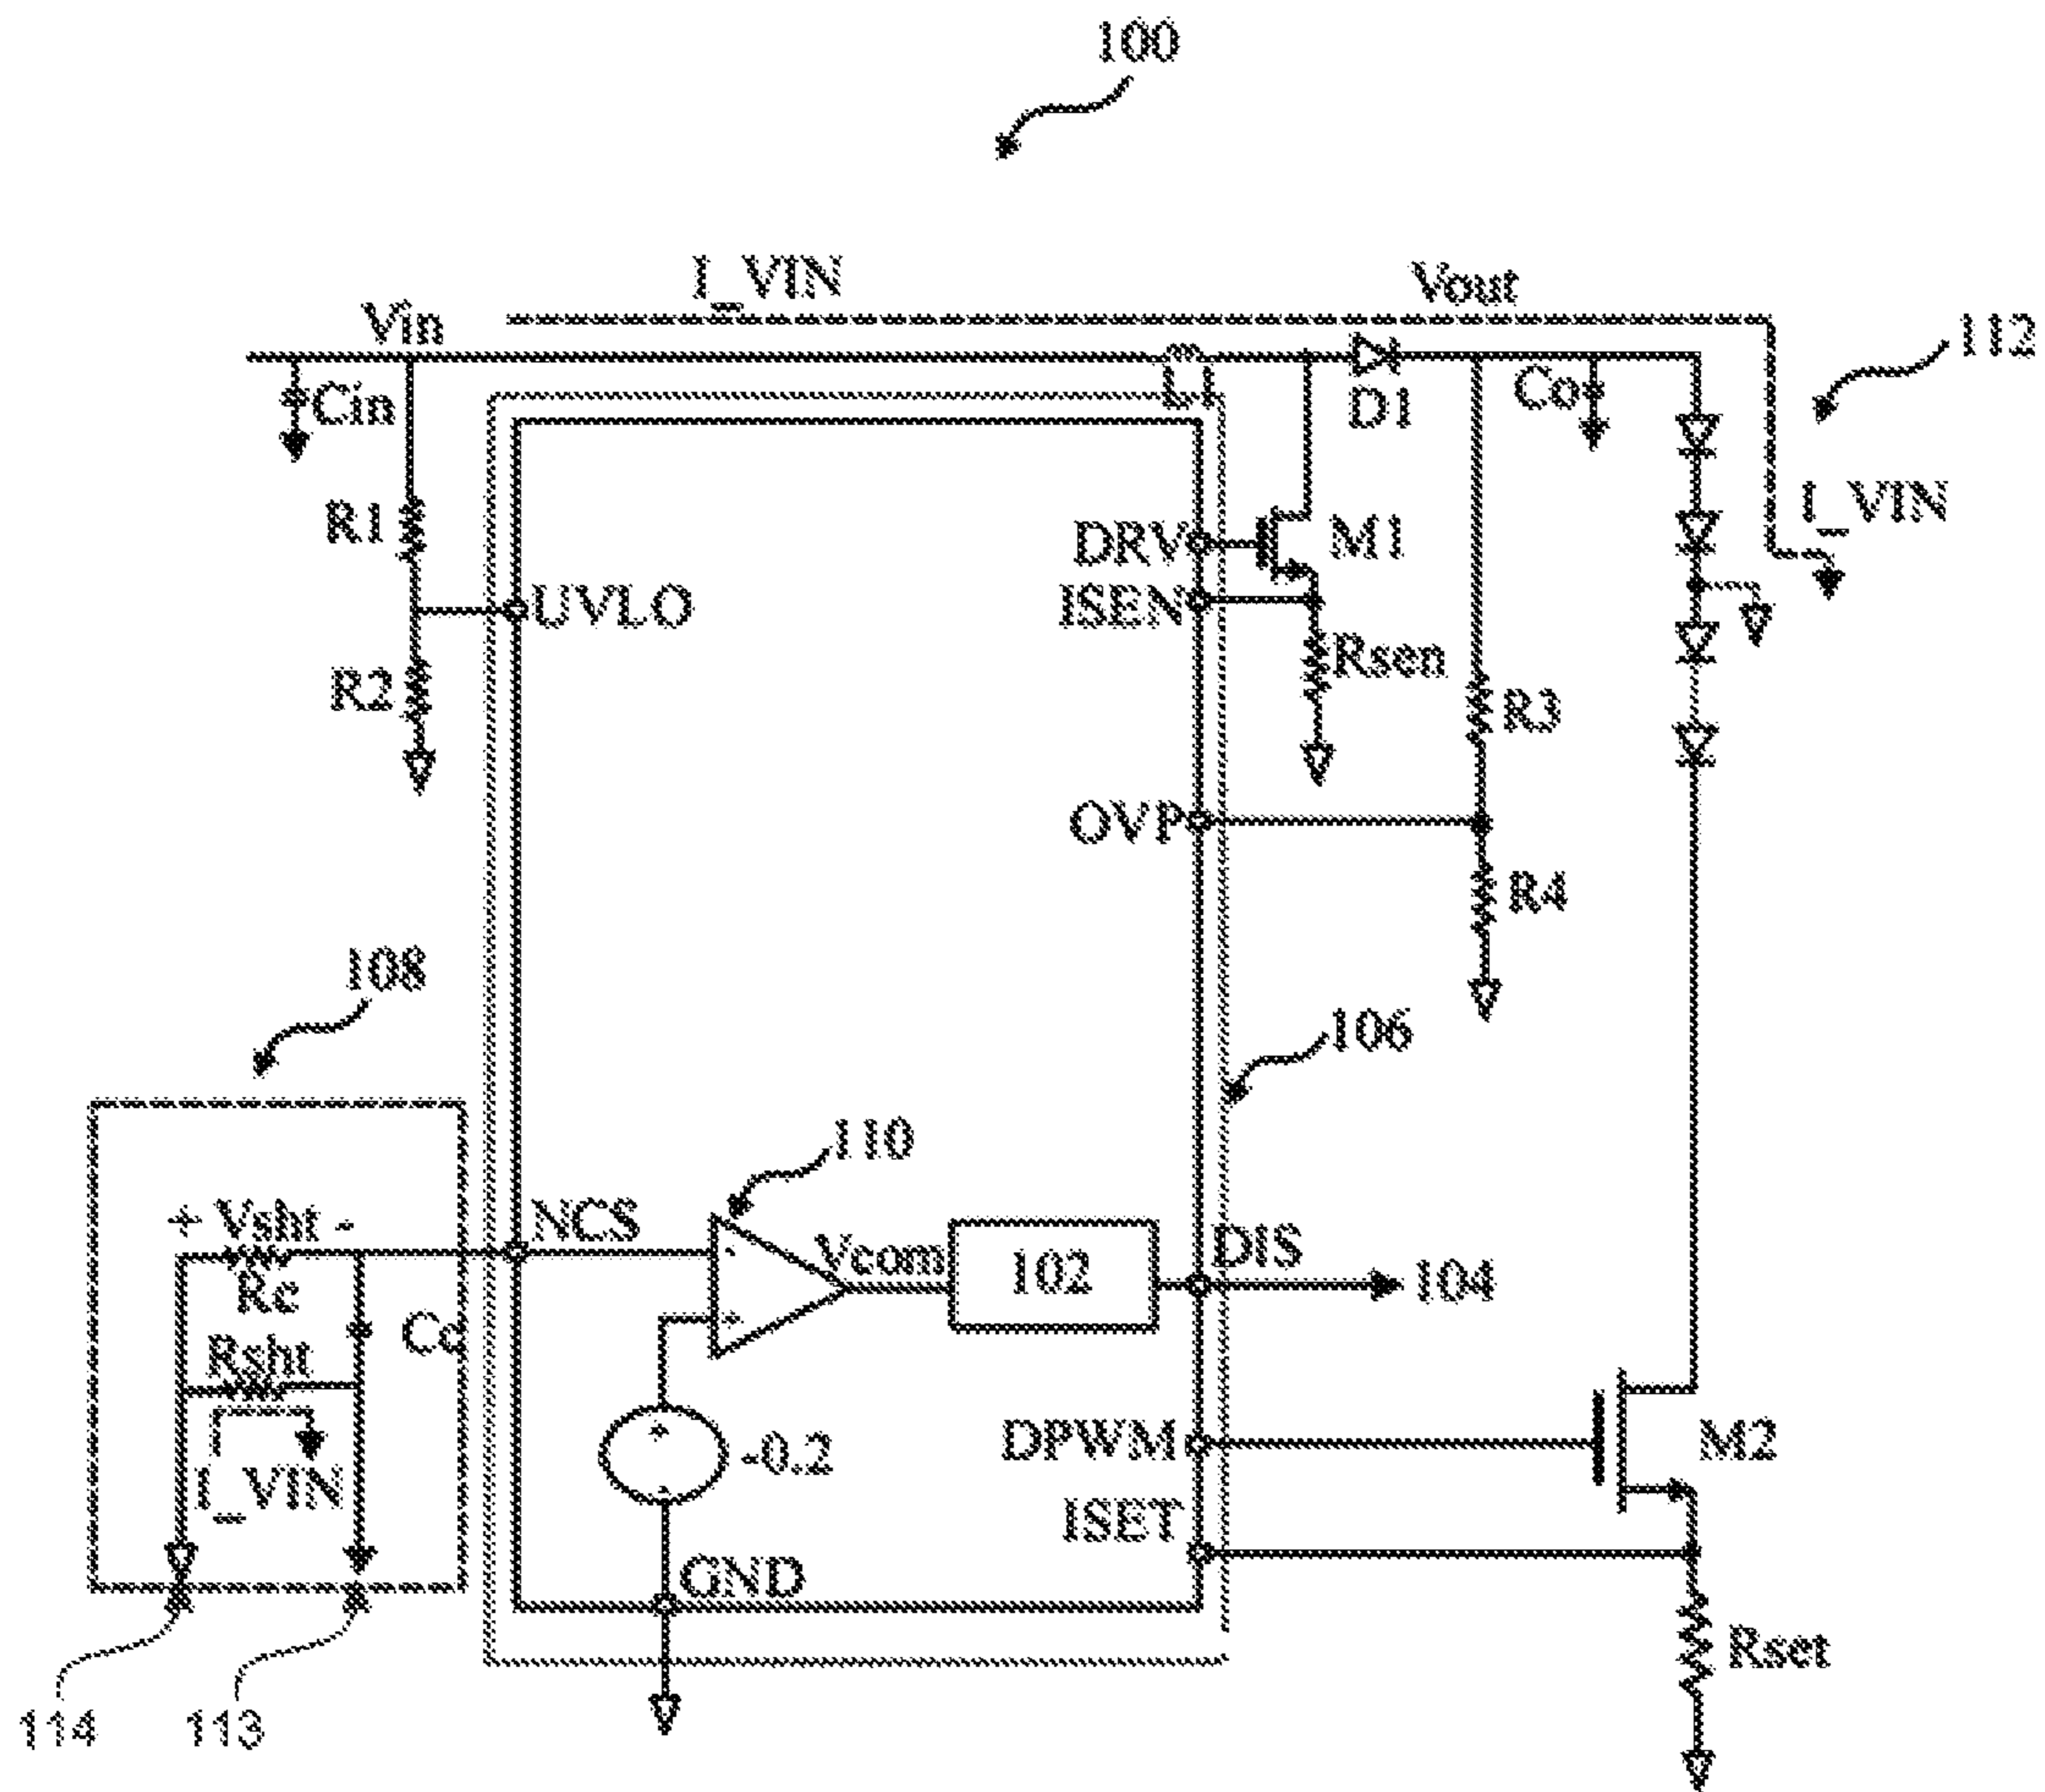 100
I_VIN
Vout
Vin
112
Cin
D1
Co
I_VIN
R1
DRV
M1
UVLO
ISEN
Rsen
R2
R3
OVP
R4
108
106
110
+ Vsht -
NCS
-
Vcom
102
DIS
104
Rc
Cc
+
Rsht
+
-0.2
DPWM
M2
I_VIN
-
ISET
GND
Rset
114
113